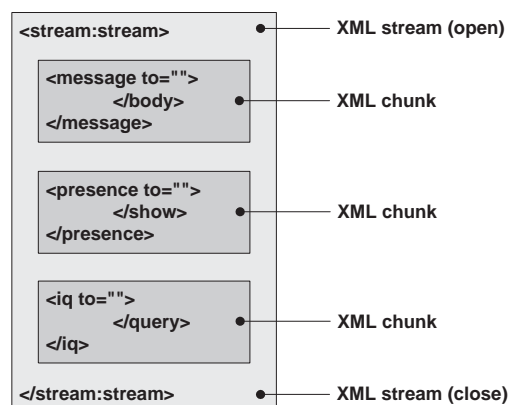 <stream:stream>
XML stream (open)
<message to="">
</body>
XML chunk
</message>
<presence to="">
</show>
XML chunk
</presence>
<iq to="">
</query>
XML chunk
</iq>
</stream:stream>
XML stream (close)